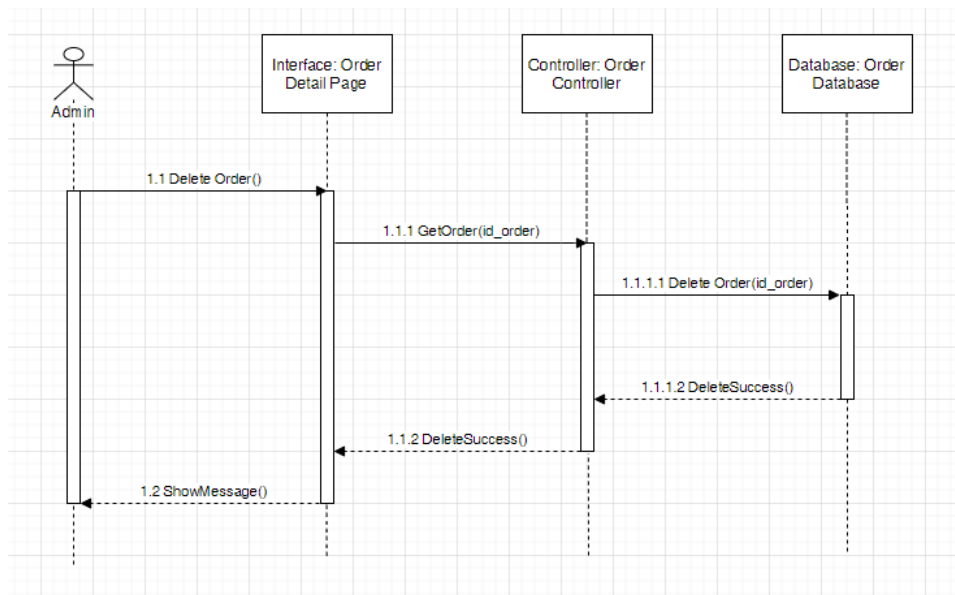 Interface: Order
Detail Page
Controller: Order
Controller
Database: Order
Database
Admin
1.1 Delete Order()
1.1.1 GetOrder(id_order)
1.1.1.1 Delete Order(id_order)
1.1.1.2 DeleteSuccess()
1.1.2 DeleteSuccess()
1.2 ShowMessage()